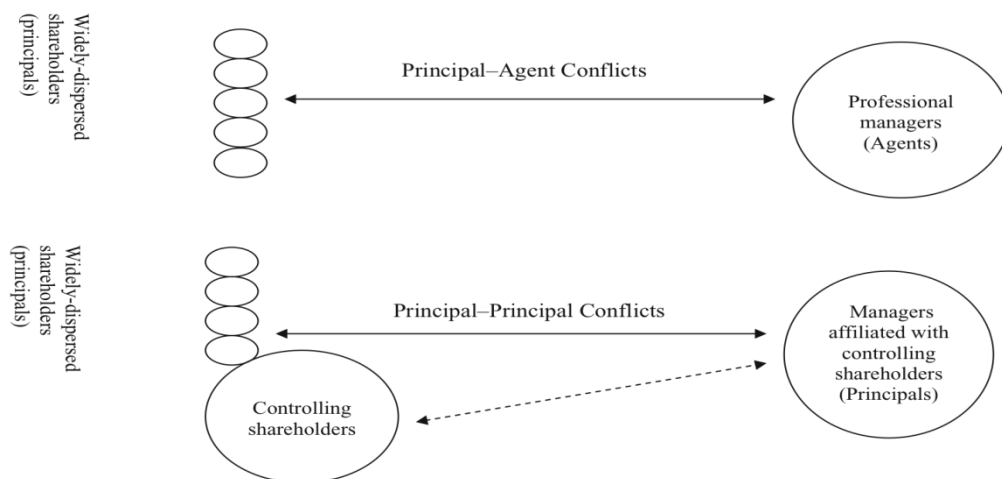 Widely-dispersed
shareholders
(principals)
Principal–Agent Conflicts
Professional
managers
(Agents)
Widely-dispersed
shareholders
(principals)
Principal–Principal Conflicts
Managers
affiliated with
controlling
shareholders
(Principals)
Controlling
shareholders